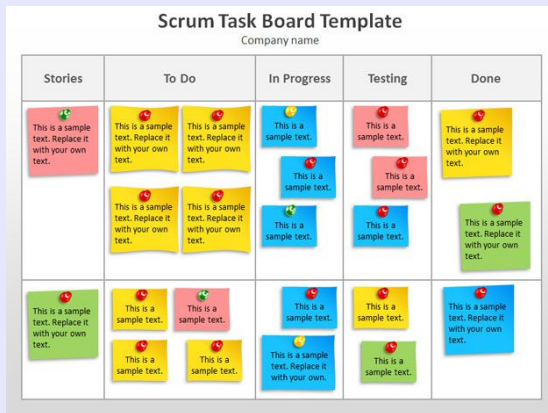 Scrum Task Board Template
Company name
Stories
To Do
In Progress
Testing
Done
This is a sample
text. Replace it
with your own
text.
This is a sample
text. Replace it
with your own
text.
This is a sample
text. Replace it
with your own
text.
This is a sample
text. Replace it
with your own
text.
This is a sample
text. Replace it
with your own
text.
This is a
sample text.
This is a
sample text.
This is a
sample text.
This is a
sample text.
This is a
sample text.
This is a
sample text.
This is a sample
text. Replace it
with your own
text.
This is a sample
text. Replace it
with your own
text.
This is a sample
text. Replace it
with your own
text.
This is a
sample text.
This is a
sample text.
This is a
sample text.
This is a
sample text.
This is a
sample text.
This is a sample
text. Replace it
with your own.
This is a
sample text.
This is a
sample text.
This is a sample
text. Replace it
with your own
text.